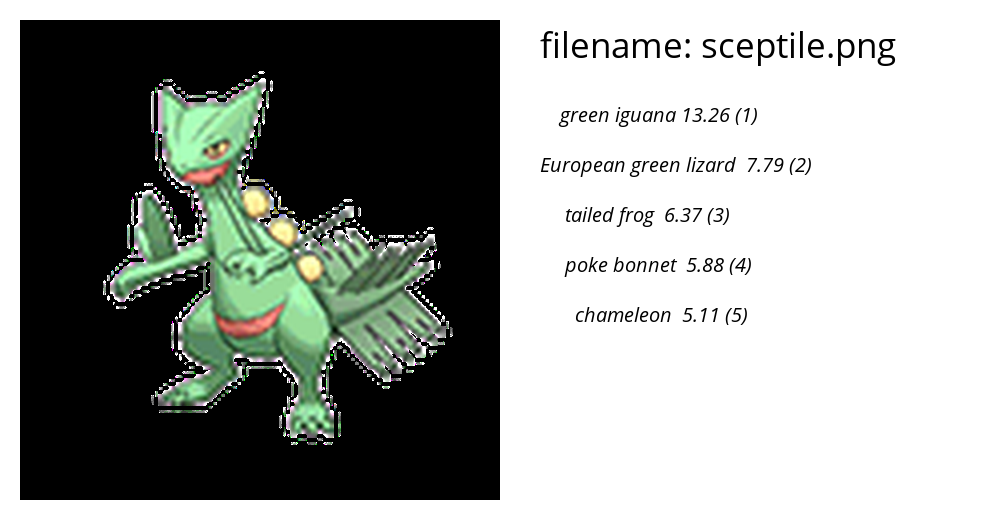 filename: sceptile.png
green iguana 13.26 (1)
European green lizard 7.79 (2)
tailed frog 6.37 (3)
poke bonnet 5.88 (4)
chameleon 5.11 (5)